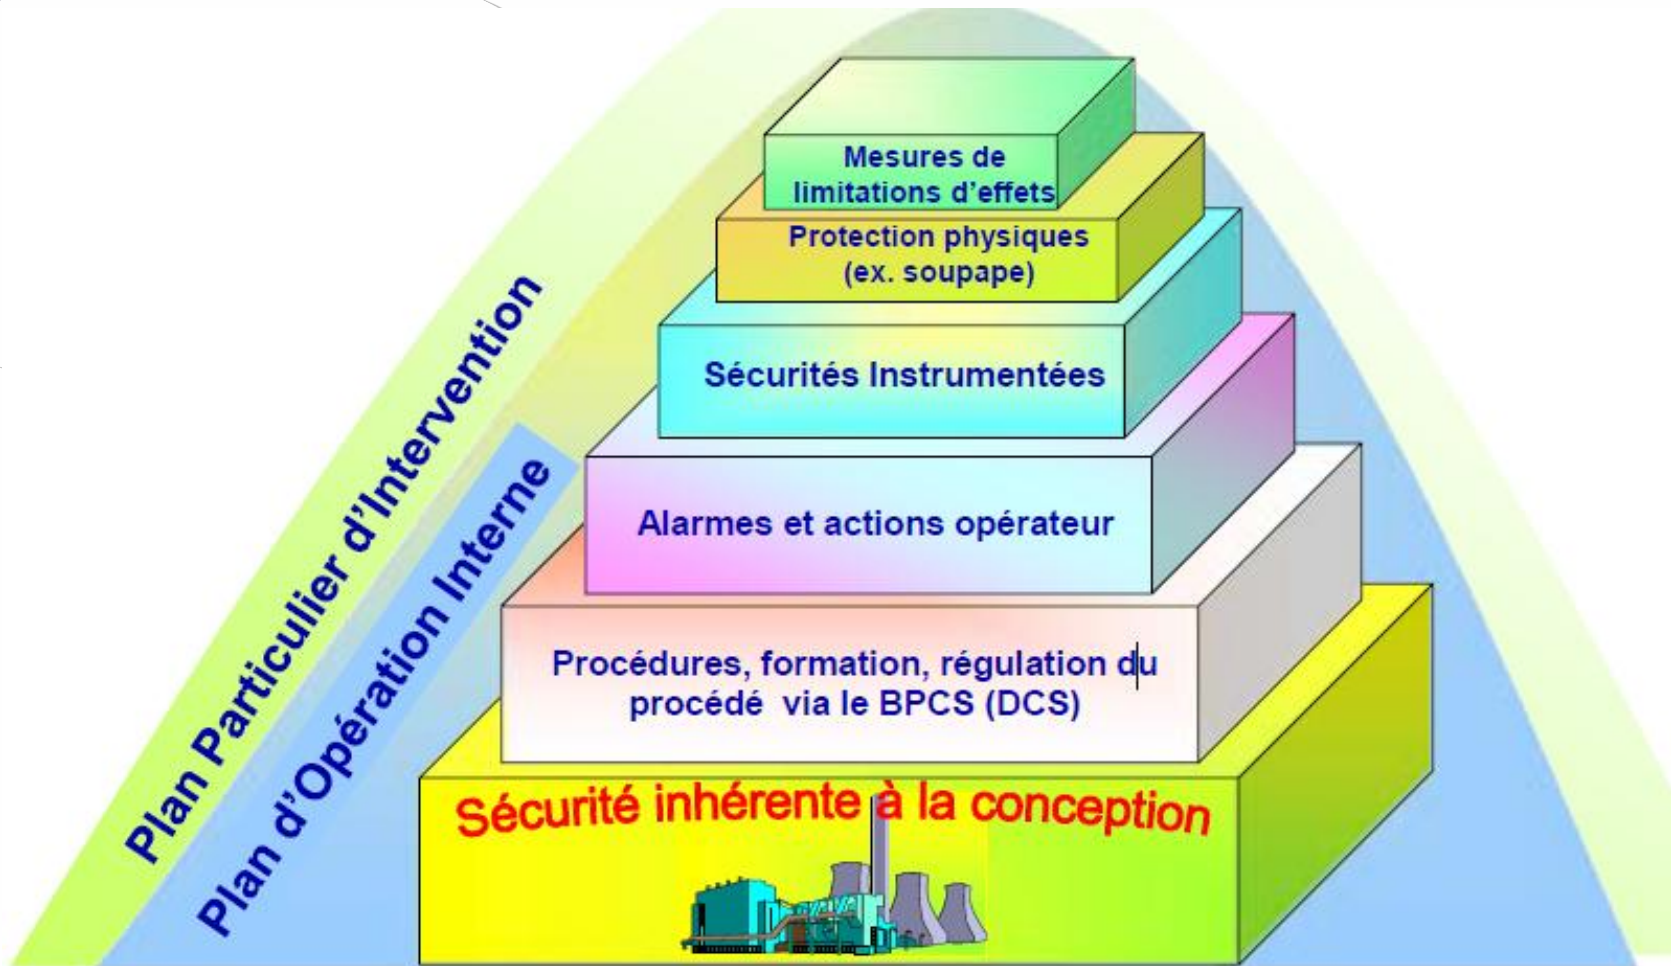 Mesures de
limitations d'effets
Protection physiques
(ex. soupape)
Sécurités Instrumentées
Alarmes et actions opérateur
Procédures, formation, régulation du
procédé via le BPCS (DCS)
Sécurité inhérente à la conception
Plan Particulier d'Intervention
Plan d'Opération Interne